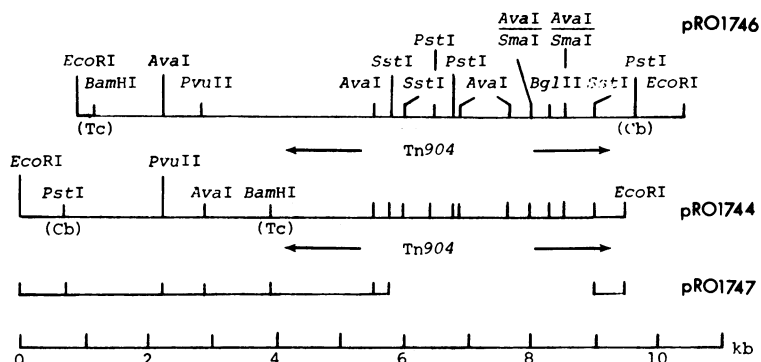 AvaI AvaI pRO1746
PstI SmaI SmaI
EcoRI AvaI SstI PstI PstI
BamHI PvuII AvaI SstI AvaI BglII SstI EcoRI
(Tc) (Cb)
Tn904
EcoRI PvuII
PstI AvaI BamHI EcoRI
pRO1744
(Cb) (Tc)
Tn904
pRO1747
0 2 4 6 8 10 kb